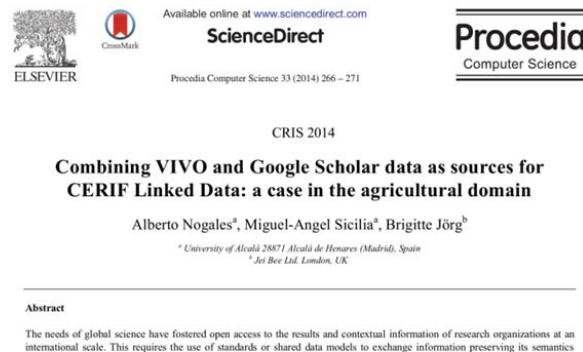 Available online at www.sciencedirect.com
CrossMark
ScienceDirect
Procedia
Computer Science
ELSEVIER
Procedia Computer Science 33 (2014) 266 – 271
CRIS 2014
Combining VIVO and Google Scholar data as sources for
CERIF Linked Data: a case in the agricultural domain
Alberto Nogalesᵃ, Miguel-Angel Siciliaᵃ, Brigitte Jörgᵇ
ᵃ University of Alcalá 28871 Alcalá de Henares (Madrid), Spain
ᵇ Jei Bee Ltd. London, UK
Abstract
The needs of global science have fostered open access to the results and contextual information of research organizations at an
international scale. This requires the use of standards or shared data models to exchange information preserving its semantics